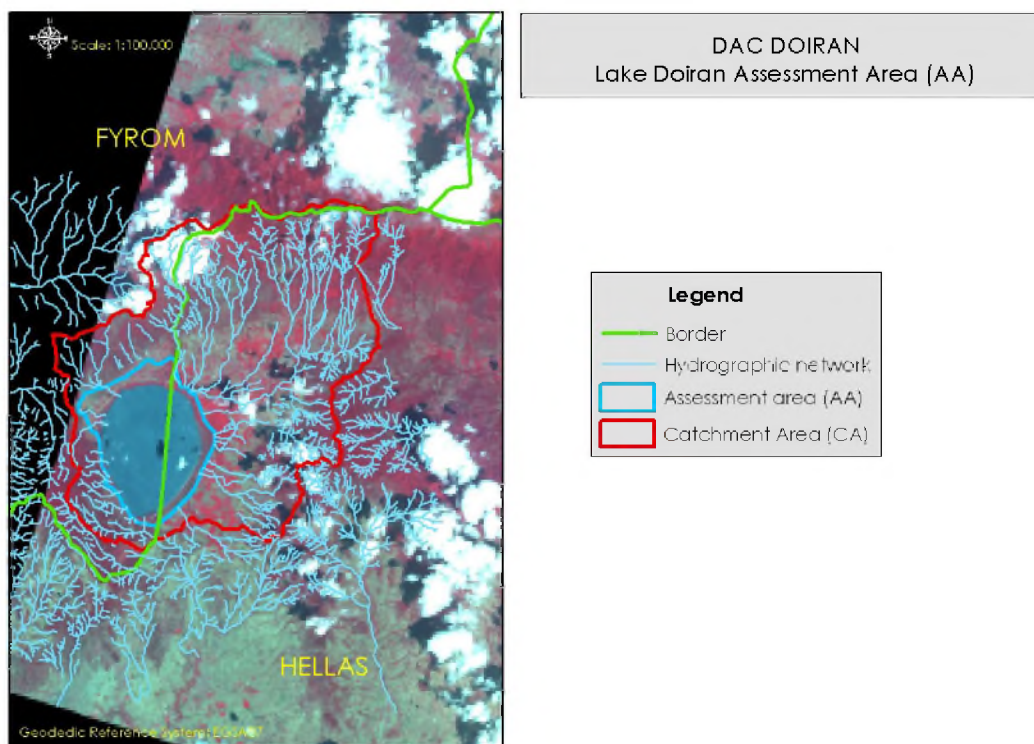 Scale: 1:100,000
FYROM
HELLAS
Geodedic Reference System: EGSA87
DAC DOIRAN
Lake Doiran Assessment Area (AA)
Legend
Border
Hydrographic network
Assessment area (AA)
Catchment Area (CA)